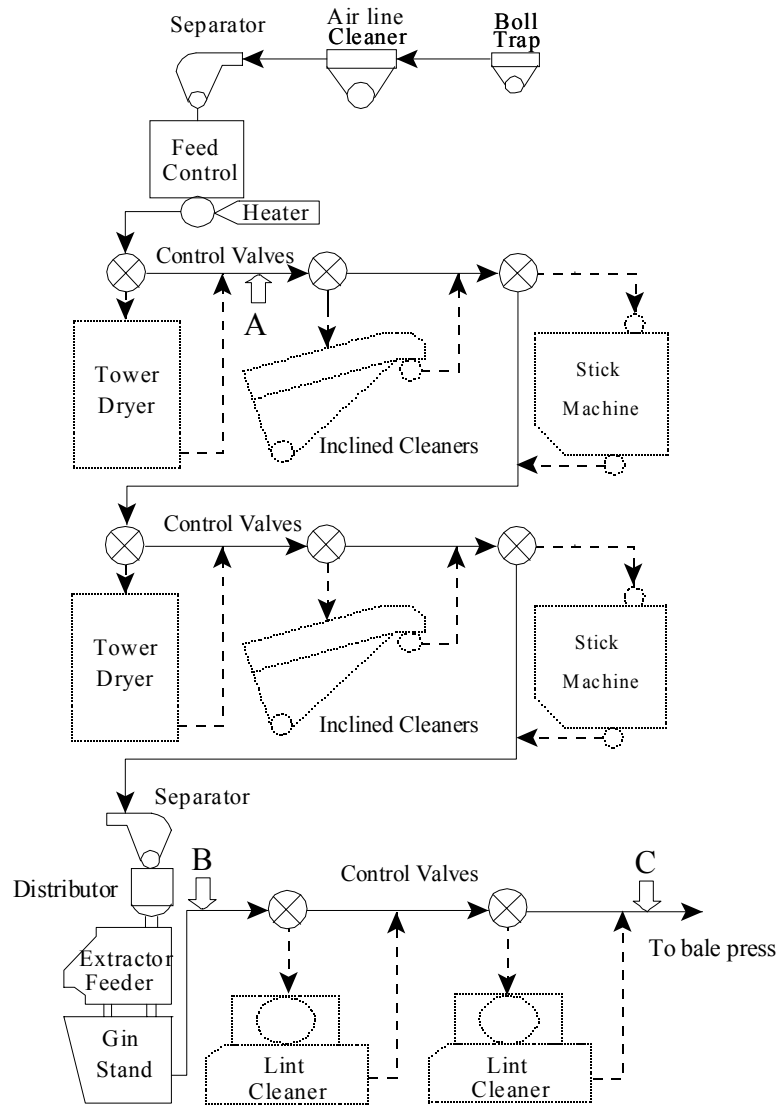 Separator
Air line
Cleaner
Boll
Trap
Feed
Control
Heater
Control Valves
A
Tower
Dryer
Inclined Cleaners
Stick
Machine
Control Valves
Tower
Dryer
Inclined Cleaners
Stick
Machine
Separator
B
Control Valves
C
Distributor
To bale press
Extractor
Feeder
Gin
Stand
Lint
Cleaner
Lint
Cleaner